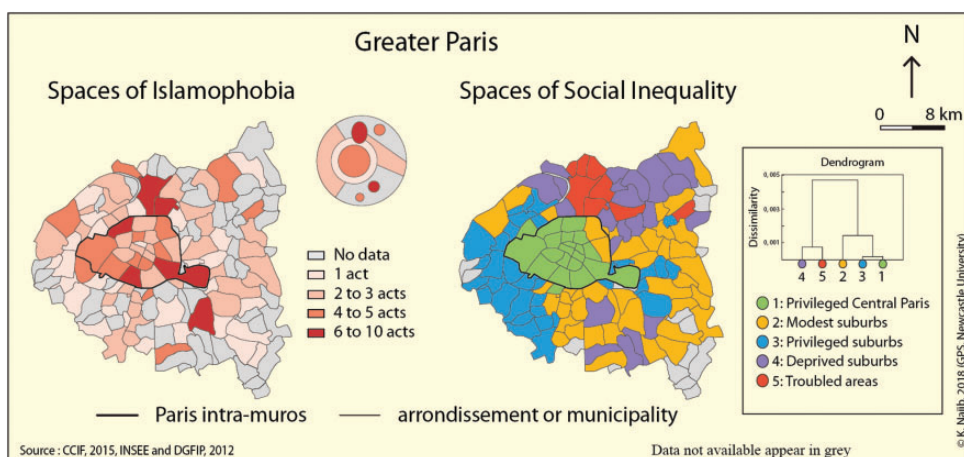 Greater Paris
N
0 8 km
Spaces of Islamophobia
Spaces of Social Inequality
No data
1 act
2 to 3 acts
4 to 5 acts
6 to 10 acts
Dendrogram
Dissimilarity
0,005
0,003
0,001
4 5 2 3 1
1: Privileged Central Paris
2: Modest suburbs
3: Privileged suburbs
4: Deprived suburbs
5: Troubled areas
Paris intra-muros
arrondissement or municipality
Source : CCIF, 2015, INSEE and DGFIP, 2012
Data not available appear in grey
© K. Najib, 2018 (GPS, Newcastle University)